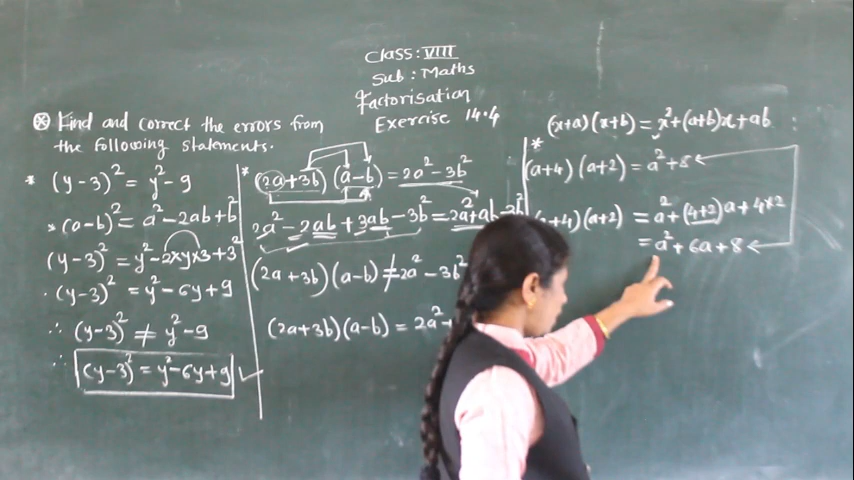 Class: VIII
Sub : Maths
Factorisation
Exercise 14.4
⊛ Find and correct the errors from
the following statements.
* (y-3)² = y²-9
* (a-b)² = a²-2ab+b²
(y-3)² = y²-2xyx3+3²
. (y-3)² = y²-6y+9
∴ (y-3)² ≠ y²-9
∴ (y-3)² = y²-6y+9 ✓
* (2a+3b) (a-b) = 2a²-3b²
2a²-2ab+3ab-3b² = 2a²+ab-3b²
(2a+3b) (a-b) ≠ 2a²-3b²
(2a+3b) (a-b) = 2a²
(x+a) (x+b) = x²+(a+b)x+ab
*
(a+4) (a+2) = a²+8
+4) (a+2) = a²+(4+2)a+4x2
= a²+6a+8